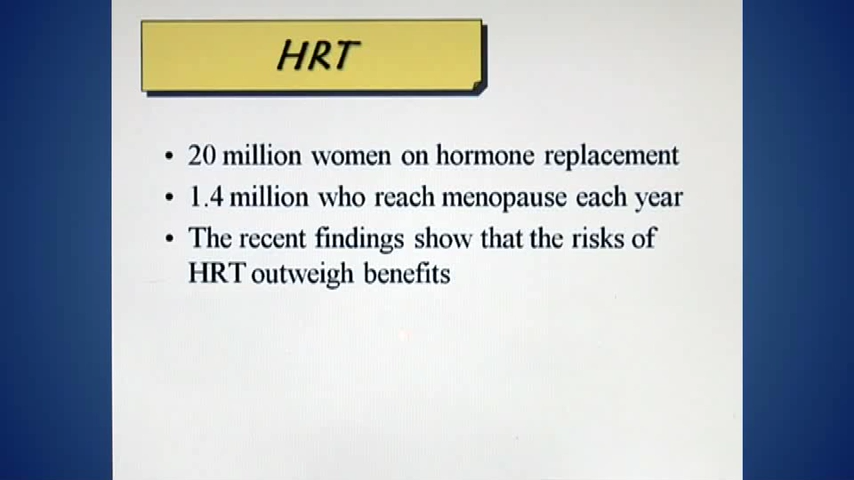 HRT
• 20 million women on hormone replacement
• 1.4 million who reach menopause each year
• The recent findings show that the risks of
HRT outweigh benefits